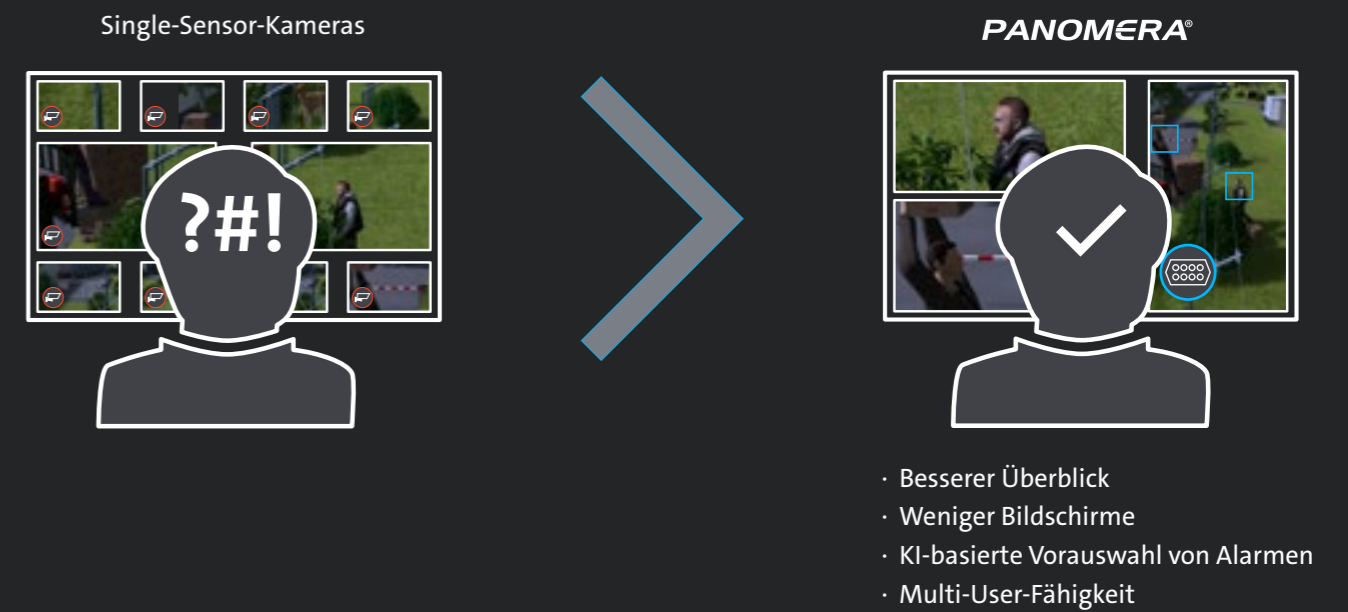 Single-Sensor-Kameras
PANOMERA®
?#!
· Besserer Überblick
· Weniger Bildschirme
· KI-basierte Vorauswahl von Alarmen
· Multi-User-Fähigkeit